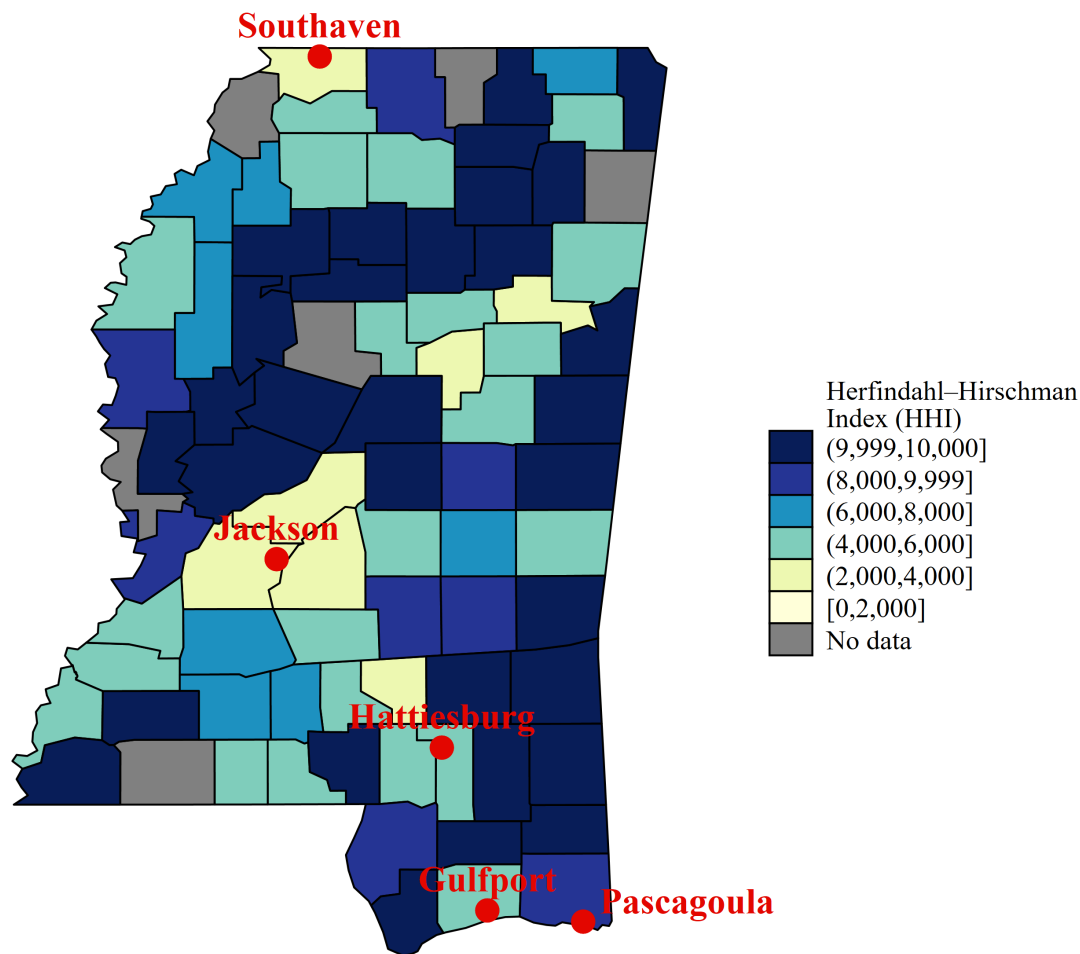 Southaven
Herfindahl–Hirschman
Index (HHI)
(9,999,10,000]
(8,000,9,999]
(6,000,8,000]
(4,000,6,000]
(2,000,4,000]
[0,2,000]
No data
Jackson
Hattiesburg
Gulfport
Pascagoula